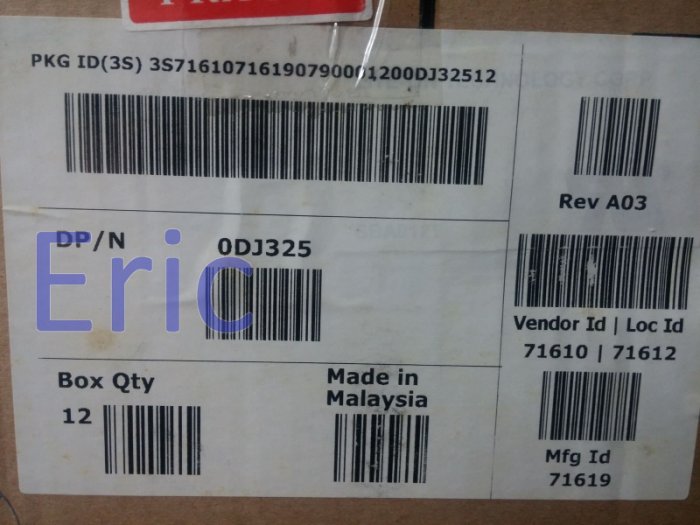 PKG ID(3S) 3S716107161907900012000DJ32512
Rev A03
DP/N 0DJ325
Eric
Vendor Id | Loc Id
71610 | 71612
Box Qty
12
Made in
Malaysia
Mfg Id
71619